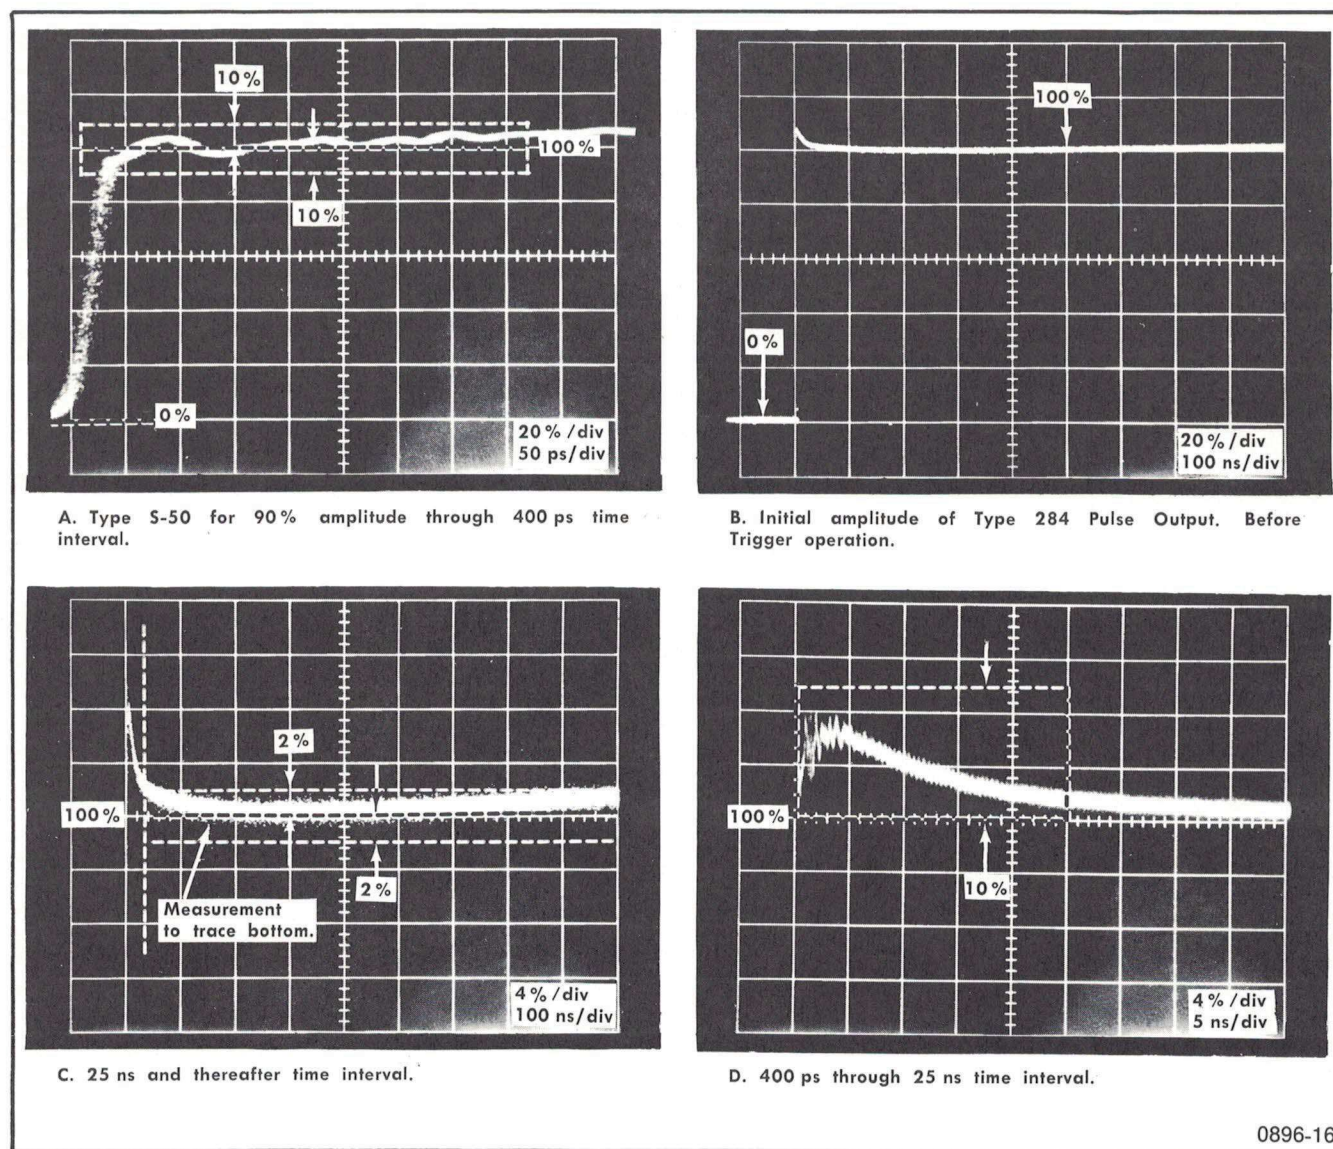 10%
100%
10%
0%
20%/div
50 ps/div
A. Type S-50 for 90% amplitude through 400 ps time
interval.
100%
0%
20%/div
100 ns/div
B. Initial amplitude of Type 284 Pulse Output. Before
Trigger operation.
2%
100%
2%
Measurement
to trace bottom.
4%/div
100 ns/div
C. 25 ns and thereafter time interval.
100%
10%
4%/div
5 ns/div
D. 400 ps through 25 ns time interval.
0896-16